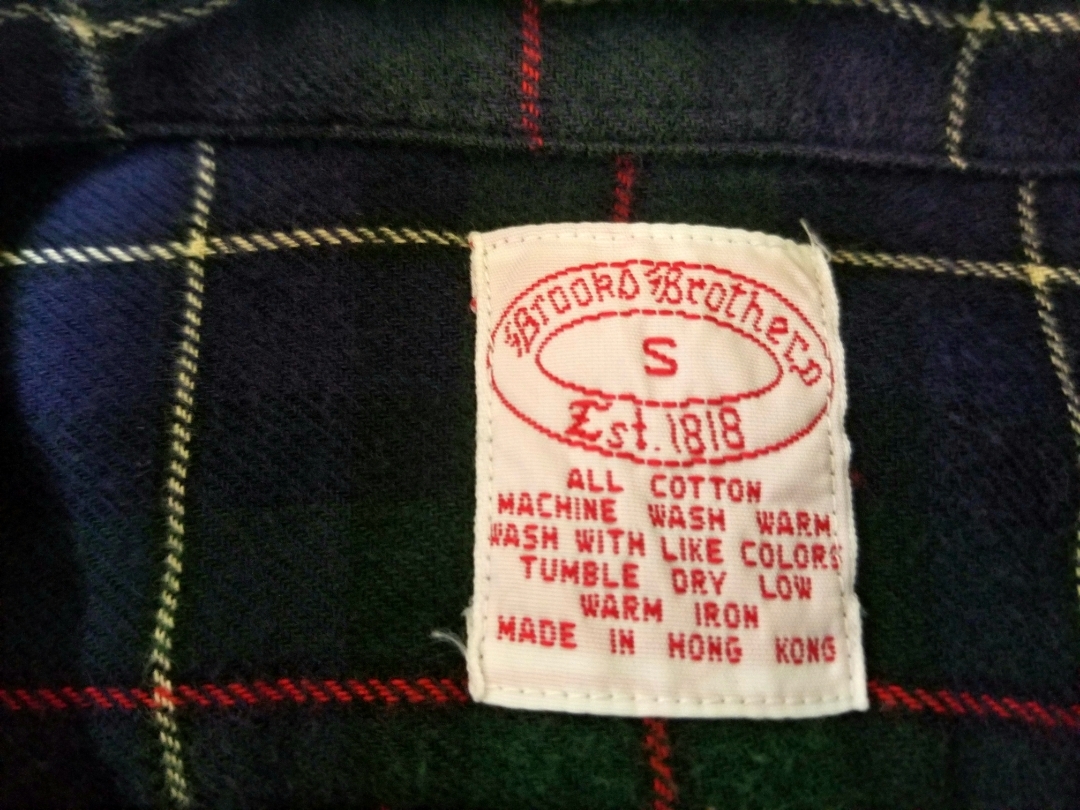 Brooks Brothers
S
Est. 1818
ALL COTTON
MACHINE WASH WARM
WASH WITH LIKE COLORS
TUMBLE DRY LOW
WARM IRON
MADE IN HONG KONG